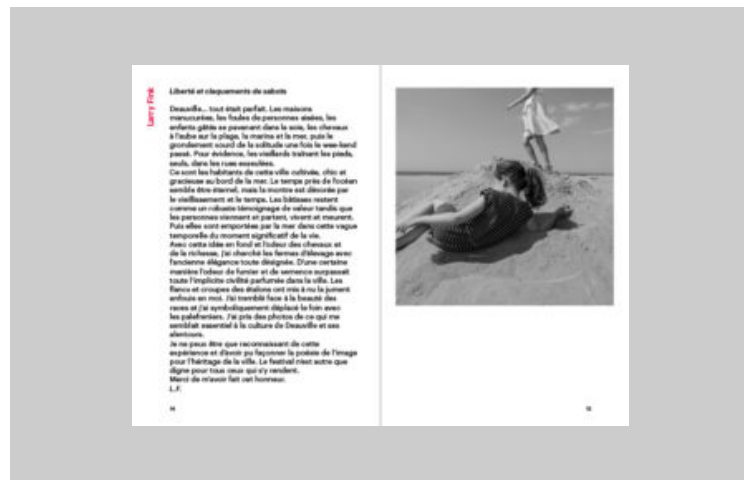 Larry Fink
Liberté et claquements de sabots
Deauville... tout était parfait. Les maisons
manucurées, les foules de personnes aisées, les
enfants gâtés se pavanant dans la soie, les chevaux
à l'aube sur la plage, la marina et la mer, puis le
grondement sourd de la solitude une fois le wee-kend
passé. Pour évidence, les vieillards traînant les pieds,
seuls, dans les rues esseulées.
Ce sont les habitants de cette ville cultivée, chic et
gracieuse au bord de la mer. Le temps près de l'océan
semble être éternel, mais la montre est dévorée par
le vieillissement et le temps. Les bâtisses restent
comme un robuste témoignage de valeur tandis que
les personnes viennent et partent, vivent et meurent.
Puis elles sont emportées par la mer dans cette vague
temporelle du moment significatif de la vie.
Avec cette idée en fond et l'odeur des chevaux et
de la richesse, j'ai cherché les fermes d'élevage avec
l'ancienne élégance toute désignée. D'une certaine
manière l'odeur de fumier et de semence surpassait
toute l'implicite civilité parfumée dans la ville. Les
flancs et croupes des étalons ont mis à nu la jument
enfouie en moi. J'ai tremblé face à la beauté des
races et j'ai symboliquement déplacé le foin avec
les palefreniers. J'ai pris des photos de ce qui me
semblait essentiel à la culture de Deauville et ses
alentours.
Je ne peux être que reconnaissant de cette
expérience et d'avoir pu façonner la poésie de l'image
pour l'héritage de la ville. Le festival n'est autre que
digne pour tous ceux qui s'y rendent.
Merci de m'avoir fait cet honneur.
L.F.